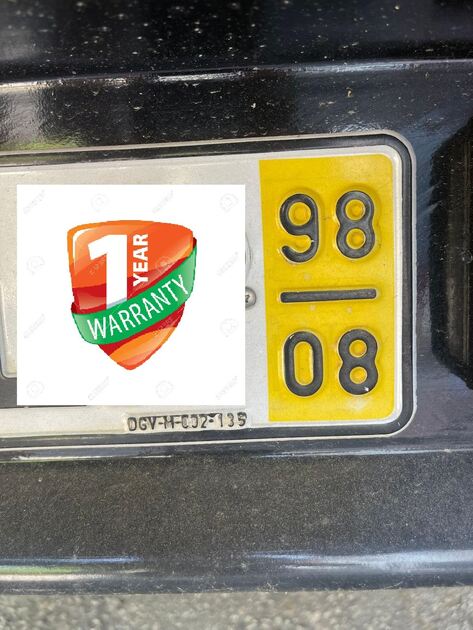 1 YEAR
WARRANTY
98
08
DGV-M-002-135